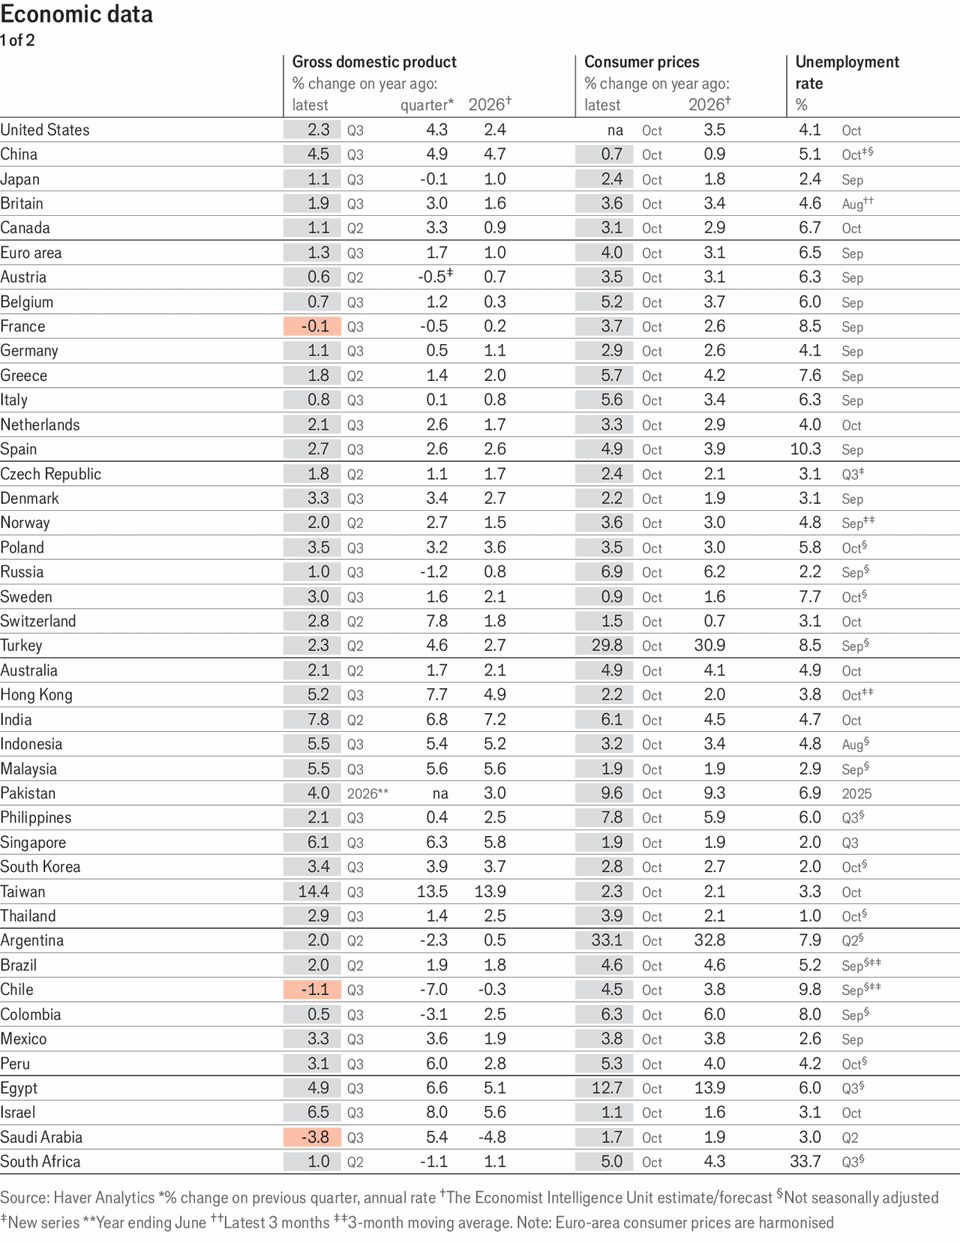 Economic data
1 of 2
Gross domestic product Consumer prices Unemployment
% change on year ago: % change on year ago: rate
latest quarter* 2026† latest 2026† %
United States 2.3 Q3 4.3 2.4 na Oct 3.5 4.1 Oct
China 4.5 Q3 4.9 4.7 0.7 Oct 0.9 5.1 Oct‡§
Japan 1.1 Q3 -0.1 1.0 2.4 Oct 1.8 2.4 Sep
Britain 1.9 Q3 3.0 1.6 3.6 Oct 3.4 4.6 Aug††
Canada 1.1 Q2 3.3 0.9 3.1 Oct 2.9 6.7 Oct
Euro area 1.3 Q3 1.7 1.0 4.0 Oct 3.1 6.5 Sep
Austria 0.6 Q2 -0.5‡ 0.7 3.5 Oct 3.1 6.3 Sep
Belgium 0.7 Q3 1.2 0.3 5.2 Oct 3.7 6.0 Sep
France -0.1 Q3 -0.5 0.2 3.7 Oct 2.6 8.5 Sep
Germany 1.1 Q3 0.5 1.1 2.9 Oct 2.6 4.1 Sep
Greece 1.8 Q2 1.4 2.0 5.7 Oct 4.2 7.6 Sep
Italy 0.8 Q3 0.1 0.8 5.6 Oct 3.4 6.3 Sep
Netherlands 2.1 Q3 2.6 1.7 3.3 Oct 2.9 4.0 Oct
Spain 2.7 Q3 2.6 2.6 4.9 Oct 3.9 10.3 Sep
Czech Republic 1.8 Q2 1.1 1.7 2.4 Oct 2.1 3.1 Q3‡
Denmark 3.3 Q3 3.4 2.7 2.2 Oct 1.9 3.1 Sep
Norway 2.0 Q2 2.7 1.5 3.6 Oct 3.0 4.8 Sep‡‡
Poland 3.5 Q3 3.2 3.6 3.5 Oct 3.0 5.8 Oct§
Russia 1.0 Q3 -1.2 0.8 6.9 Oct 6.2 2.2 Sep§
Sweden 3.0 Q3 1.6 2.1 0.9 Oct 1.6 7.7 Oct§
Switzerland 2.8 Q2 7.8 1.8 1.5 Oct 0.7 3.1 Oct
Turkey 2.3 Q2 4.6 2.7 29.8 Oct 30.9 8.5 Sep§
Australia 2.1 Q2 1.7 2.1 4.9 Oct 4.1 4.9 Oct
Hong Kong 5.2 Q3 7.7 4.9 2.2 Oct 2.0 3.8 Oct‡‡
India 7.8 Q2 6.8 7.2 6.1 Oct 4.5 4.7 Oct
Indonesia 5.5 Q3 5.4 5.2 3.2 Oct 3.4 4.8 Aug§
Malaysia 5.5 Q3 5.6 5.6 1.9 Oct 1.9 2.9 Sep§
Pakistan 4.0 2026** na 3.0 9.6 Oct 9.3 6.9 2025
Philippines 2.1 Q3 0.4 2.5 7.8 Oct 5.9 6.0 Q3§
Singapore 6.1 Q3 6.3 5.8 1.9 Oct 1.9 2.0 Q3
South Korea 3.4 Q3 3.9 3.7 2.8 Oct 2.7 2.0 Oct§
Taiwan 14.4 Q3 13.5 13.9 2.3 Oct 2.1 3.3 Oct
Thailand 2.9 Q3 1.4 2.5 3.9 Oct 2.1 1.0 Oct§
Argentina 2.0 Q2 -2.3 0.5 33.1 Oct 32.8 7.9 Q2§
Brazil 2.0 Q2 1.9 1.8 4.6 Oct 4.6 5.2 Sep§‡‡
Chile -1.1 Q3 -7.0 -0.3 4.5 Oct 3.8 9.8 Sep§‡‡
Colombia 0.5 Q3 -3.1 2.5 6.3 Oct 6.0 8.0 Sep§
Mexico 3.3 Q3 3.6 1.9 3.8 Oct 3.8 2.6 Sep
Peru 3.1 Q3 6.0 2.8 5.3 Oct 4.0 4.2 Oct§
Egypt 4.9 Q3 6.6 5.1 12.7 Oct 13.9 6.0 Q3§
Israel 6.5 Q3 8.0 5.6 1.1 Oct 1.6 3.1 Oct
Saudi Arabia -3.8 Q3 5.4 -4.8 1.7 Oct 1.9 3.0 Q2
South Africa 1.0 Q2 -1.1 1.1 5.0 Oct 4.3 33.7 Q3§
Source: Haver Analytics *% change on previous quarter, annual rate †The Economist Intelligence Unit estimate/forecast §Not seasonally adjusted
‡New series **Year ending June ††Latest 3 months ‡‡3-month moving average. Note: Euro-area consumer prices are harmonised